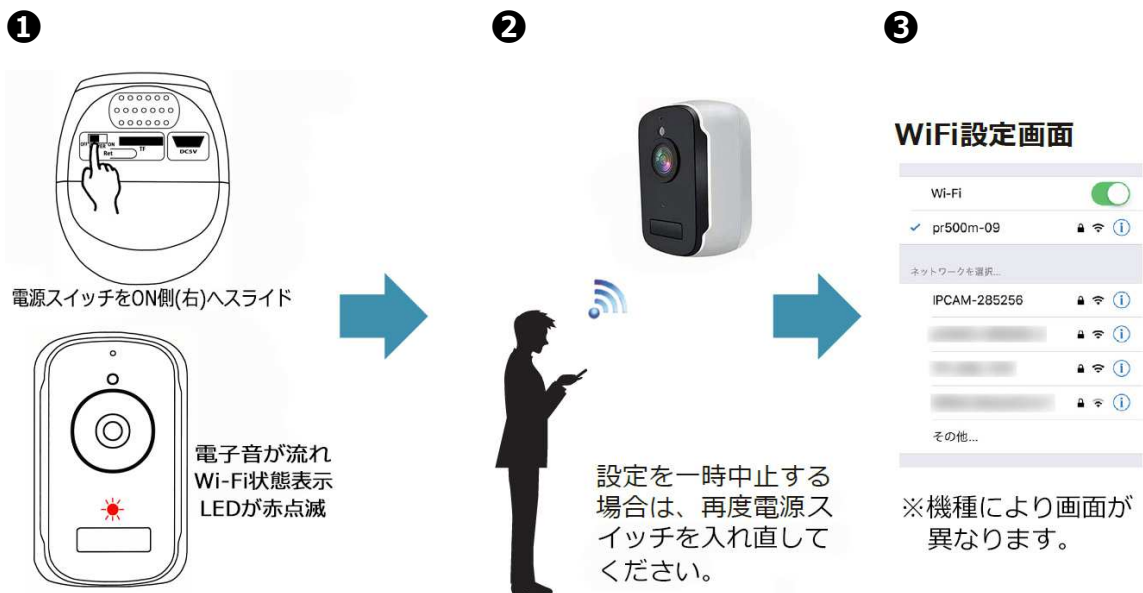 ❶
OFF
POWER
ON
Ret
TF
DC5V
電源スイッチをON側(右)へスライド
電子音が流れ
Wi-Fi状態表示
LEDが赤点滅
❷
設定を一時中止する
場合は、再度電源ス
イッチを入れ直して
ください。
❸
WiFi設定画面
Wi-Fi
✓ pr500m-09
ネットワークを選択...
IPCAM-285256
その他...
※機種により画面が
異なります。